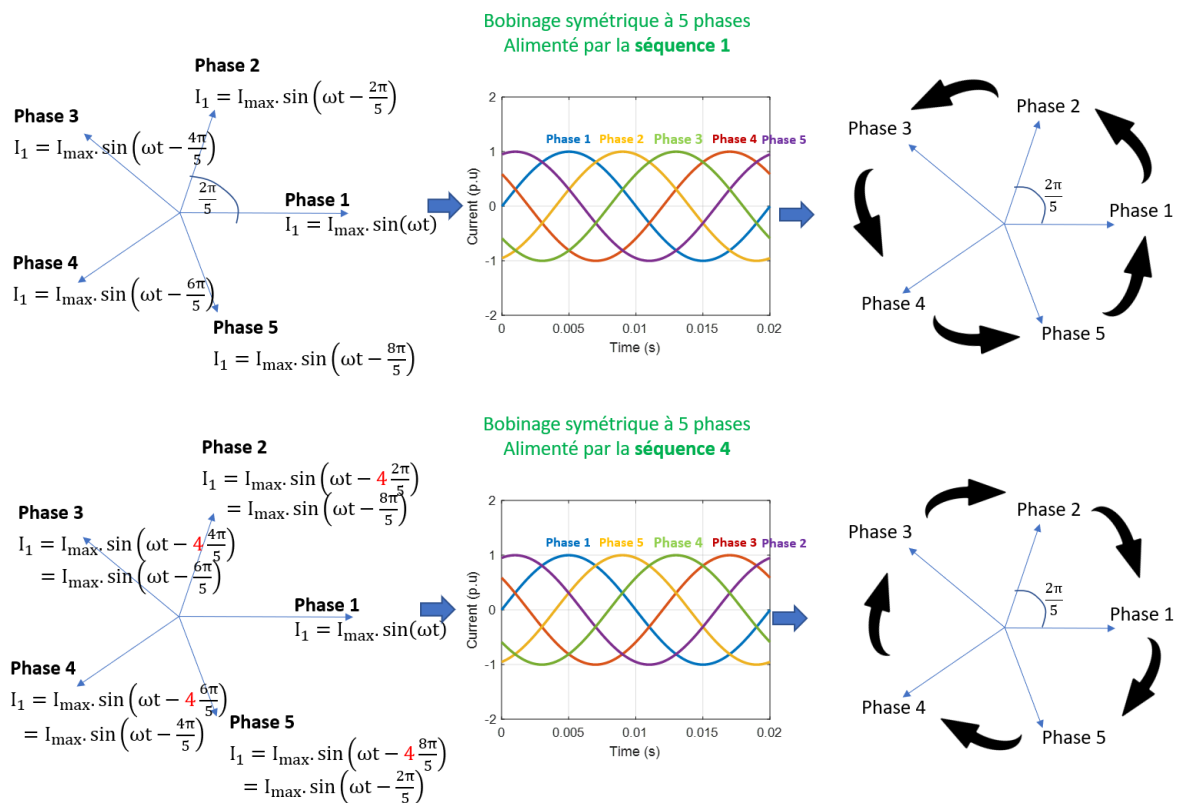 Bobinage symétrique à 5 phases
Alimenté par la séquence 1
Phase 2
I₁ = Iₘₐₓ. sin(ωt − 2π/5)
Phase 3
I₁ = Iₘₐₓ. sin(ωt − 4π/5)
2π/5
Phase 1
I₁ = Iₘₐₓ. sin(ωt)
Phase 4
I₁ = Iₘₐₓ. sin(ωt − 6π/5)
Phase 5
I₁ = Iₘₐₓ. sin(ωt − 8π/5)
Current (p.u)
2
1
0
-1
-2
Phase 1 Phase 2 Phase 3 Phase 4 Phase 5
0 0.005 0.01 0.015 0.02
Time (s)
Phase 2
Phase 3
2π/5
Phase 1
Phase 4
Phase 5
Bobinage symétrique à 5 phases
Alimenté par la séquence 4
Phase 2
I₁ = Iₘₐₓ. sin(ωt − 4 2π/5)
= Iₘₐₓ. sin(ωt − 8π/5)
Phase 3
I₁ = Iₘₐₓ. sin(ωt − 4 4π/5)
= Iₘₐₓ. sin(ωt − 6π/5)
Phase 1
I₁ = Iₘₐₓ. sin(ωt)
Phase 4
I₁ = Iₘₐₓ. sin(ωt − 4 6π/5)
= Iₘₐₓ. sin(ωt − 4π/5)
Phase 5
I₁ = Iₘₐₓ. sin(ωt − 4 8π/5)
= Iₘₐₓ. sin(ωt − 2π/5)
Current (p.u)
2
1
0
-1
-2
Phase 1 Phase 5 Phase 4 Phase 3 Phase 2
0 0.005 0.01 0.015 0.02
Time (s)
Phase 2
Phase 3
2π/5
Phase 1
Phase 4
Phase 5